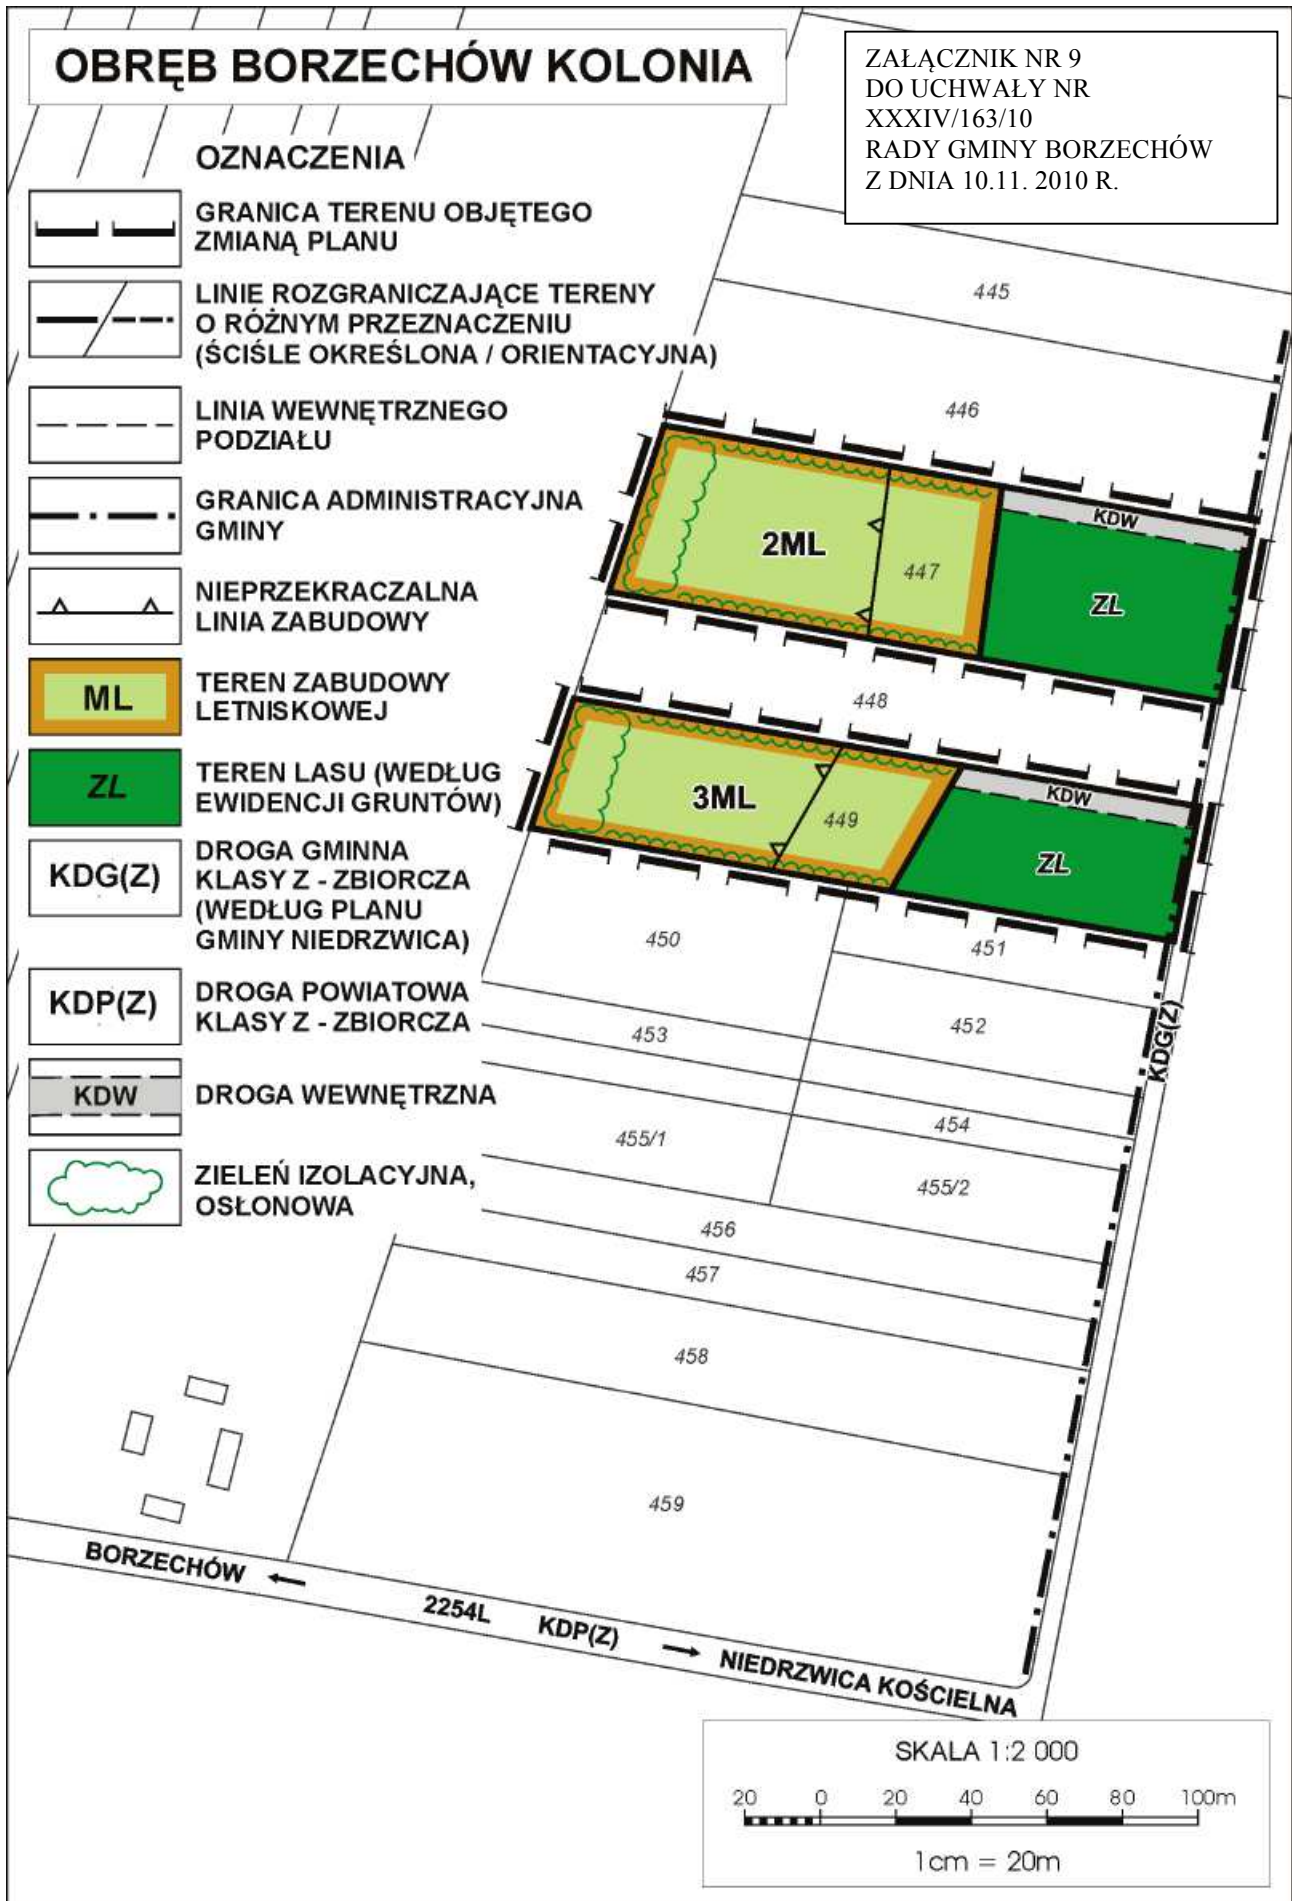 OBRĘB BORZECHÓW KOLONIA
ZAŁĄCZNIK NR 9
DO UCHWAŁY NR
XXXIV/163/10
RADY GMINY BORZECHÓW
Z DNIA 10.11. 2010 R.
OZNACZENIA
GRANICA TERENU OBJĘTEGO
ZMIANĄ PLANU
LINIE ROZGRANICZAJĄCE TERENY
O RÓŻNYM PRZEZNACZENIU
(ŚCIŚLE OKREŚLONA / ORIENTACYJNA)
LINIA WEWNĘTRZNEGO
PODZIAŁU
GRANICA ADMINISTRACYJNA
GMINY
NIEPRZEKRACZALNA
LINIA ZABUDOWY
ML
TEREN ZABUDOWY
LETNISKOWEJ
ZL
TEREN LASU (WEDŁUG
EWIDENCJI GRUNTÓW)
KDG(Z)
DROGA GMINNA
KLASY Z - ZBIORCZA
(WEDŁUG PLANU
GMINY NIEDRZWICA)
KDP(Z)
DROGA POWIATOWA
KLASY Z - ZBIORCZA
KDW
DROGA WEWNĘTRZNA
ZIELEŃ IZOLACYJNA,
OSŁONOWA
445
446
KDW
2ML
447
ZL
448
KDW
3ML
449
ZL
450
451
452
453
KDG(Z)
454
455/1
455/2
456
457
458
459
BORZECHÓW
2254L
KDP(Z)
NIEDRZWICA KOŚCIELNA
SKALA 1:2 000
20 0 20 40 60 80 100m
1cm = 20m